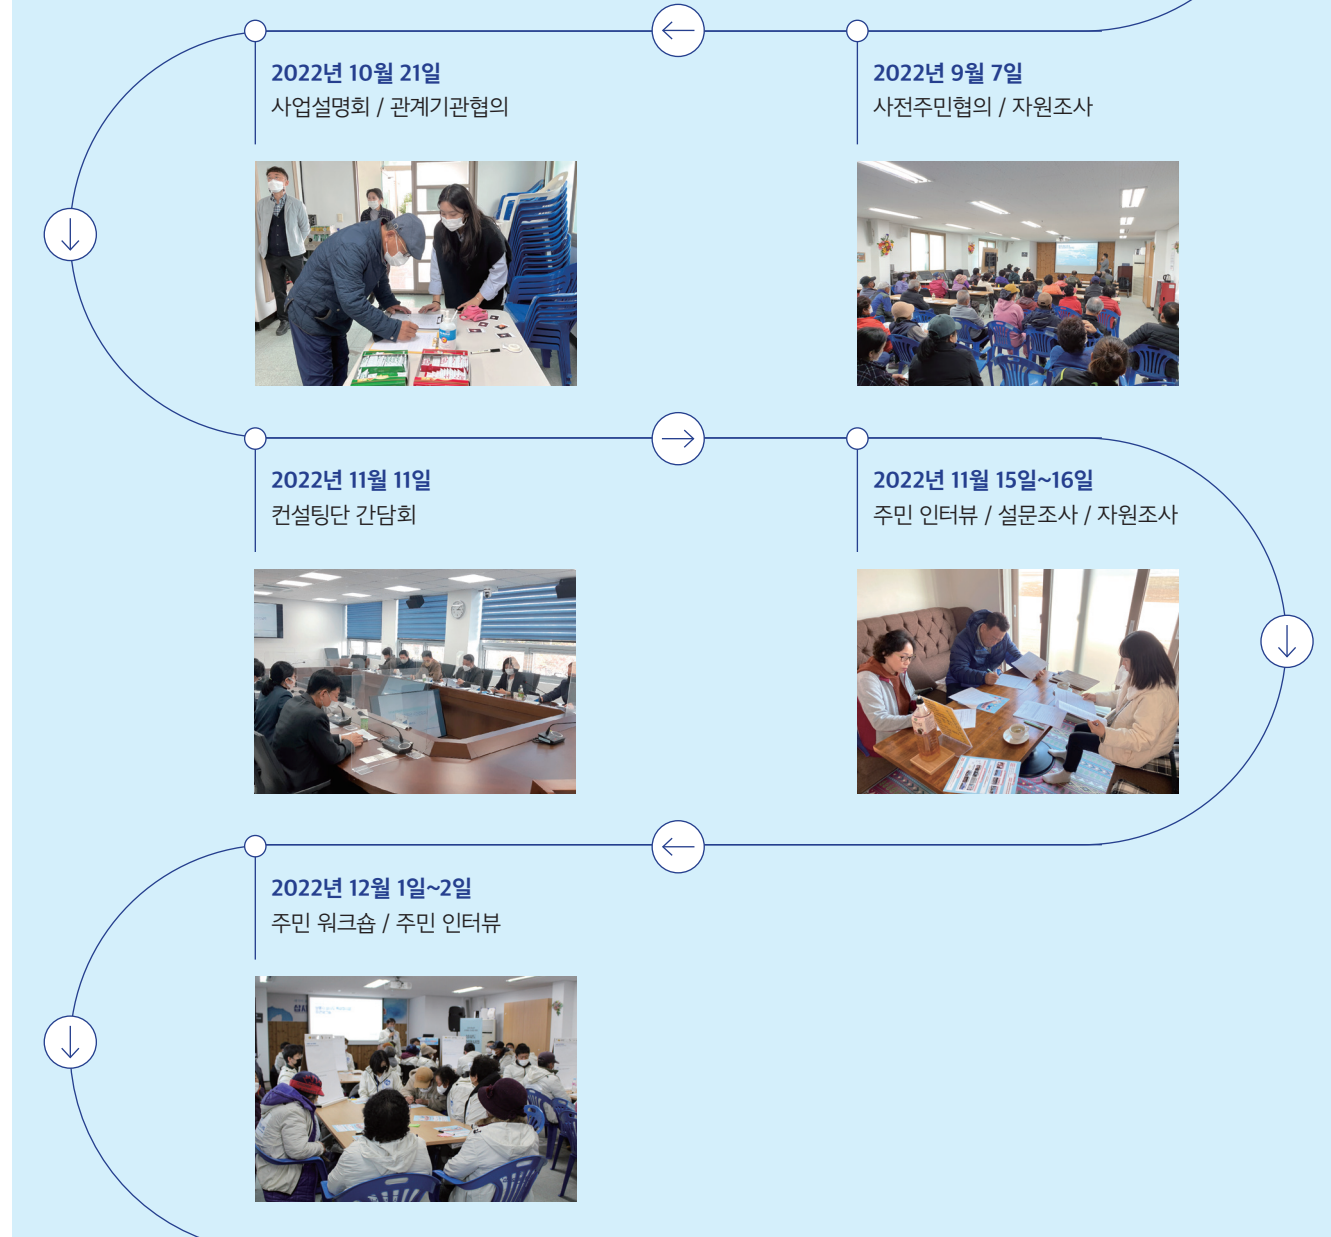 2022년 9월 7일
사전주민협의 / 자원조사
2022년 10월 21일
사업설명회 / 관계기관협의
2022년 11월 11일
컨설팅단 간담회
2022년 11월 15일~16일
주민 인터뷰 / 설문조사 / 자원조사
2022년 12월 1일~2일
주민 워크숍 / 주민 인터뷰